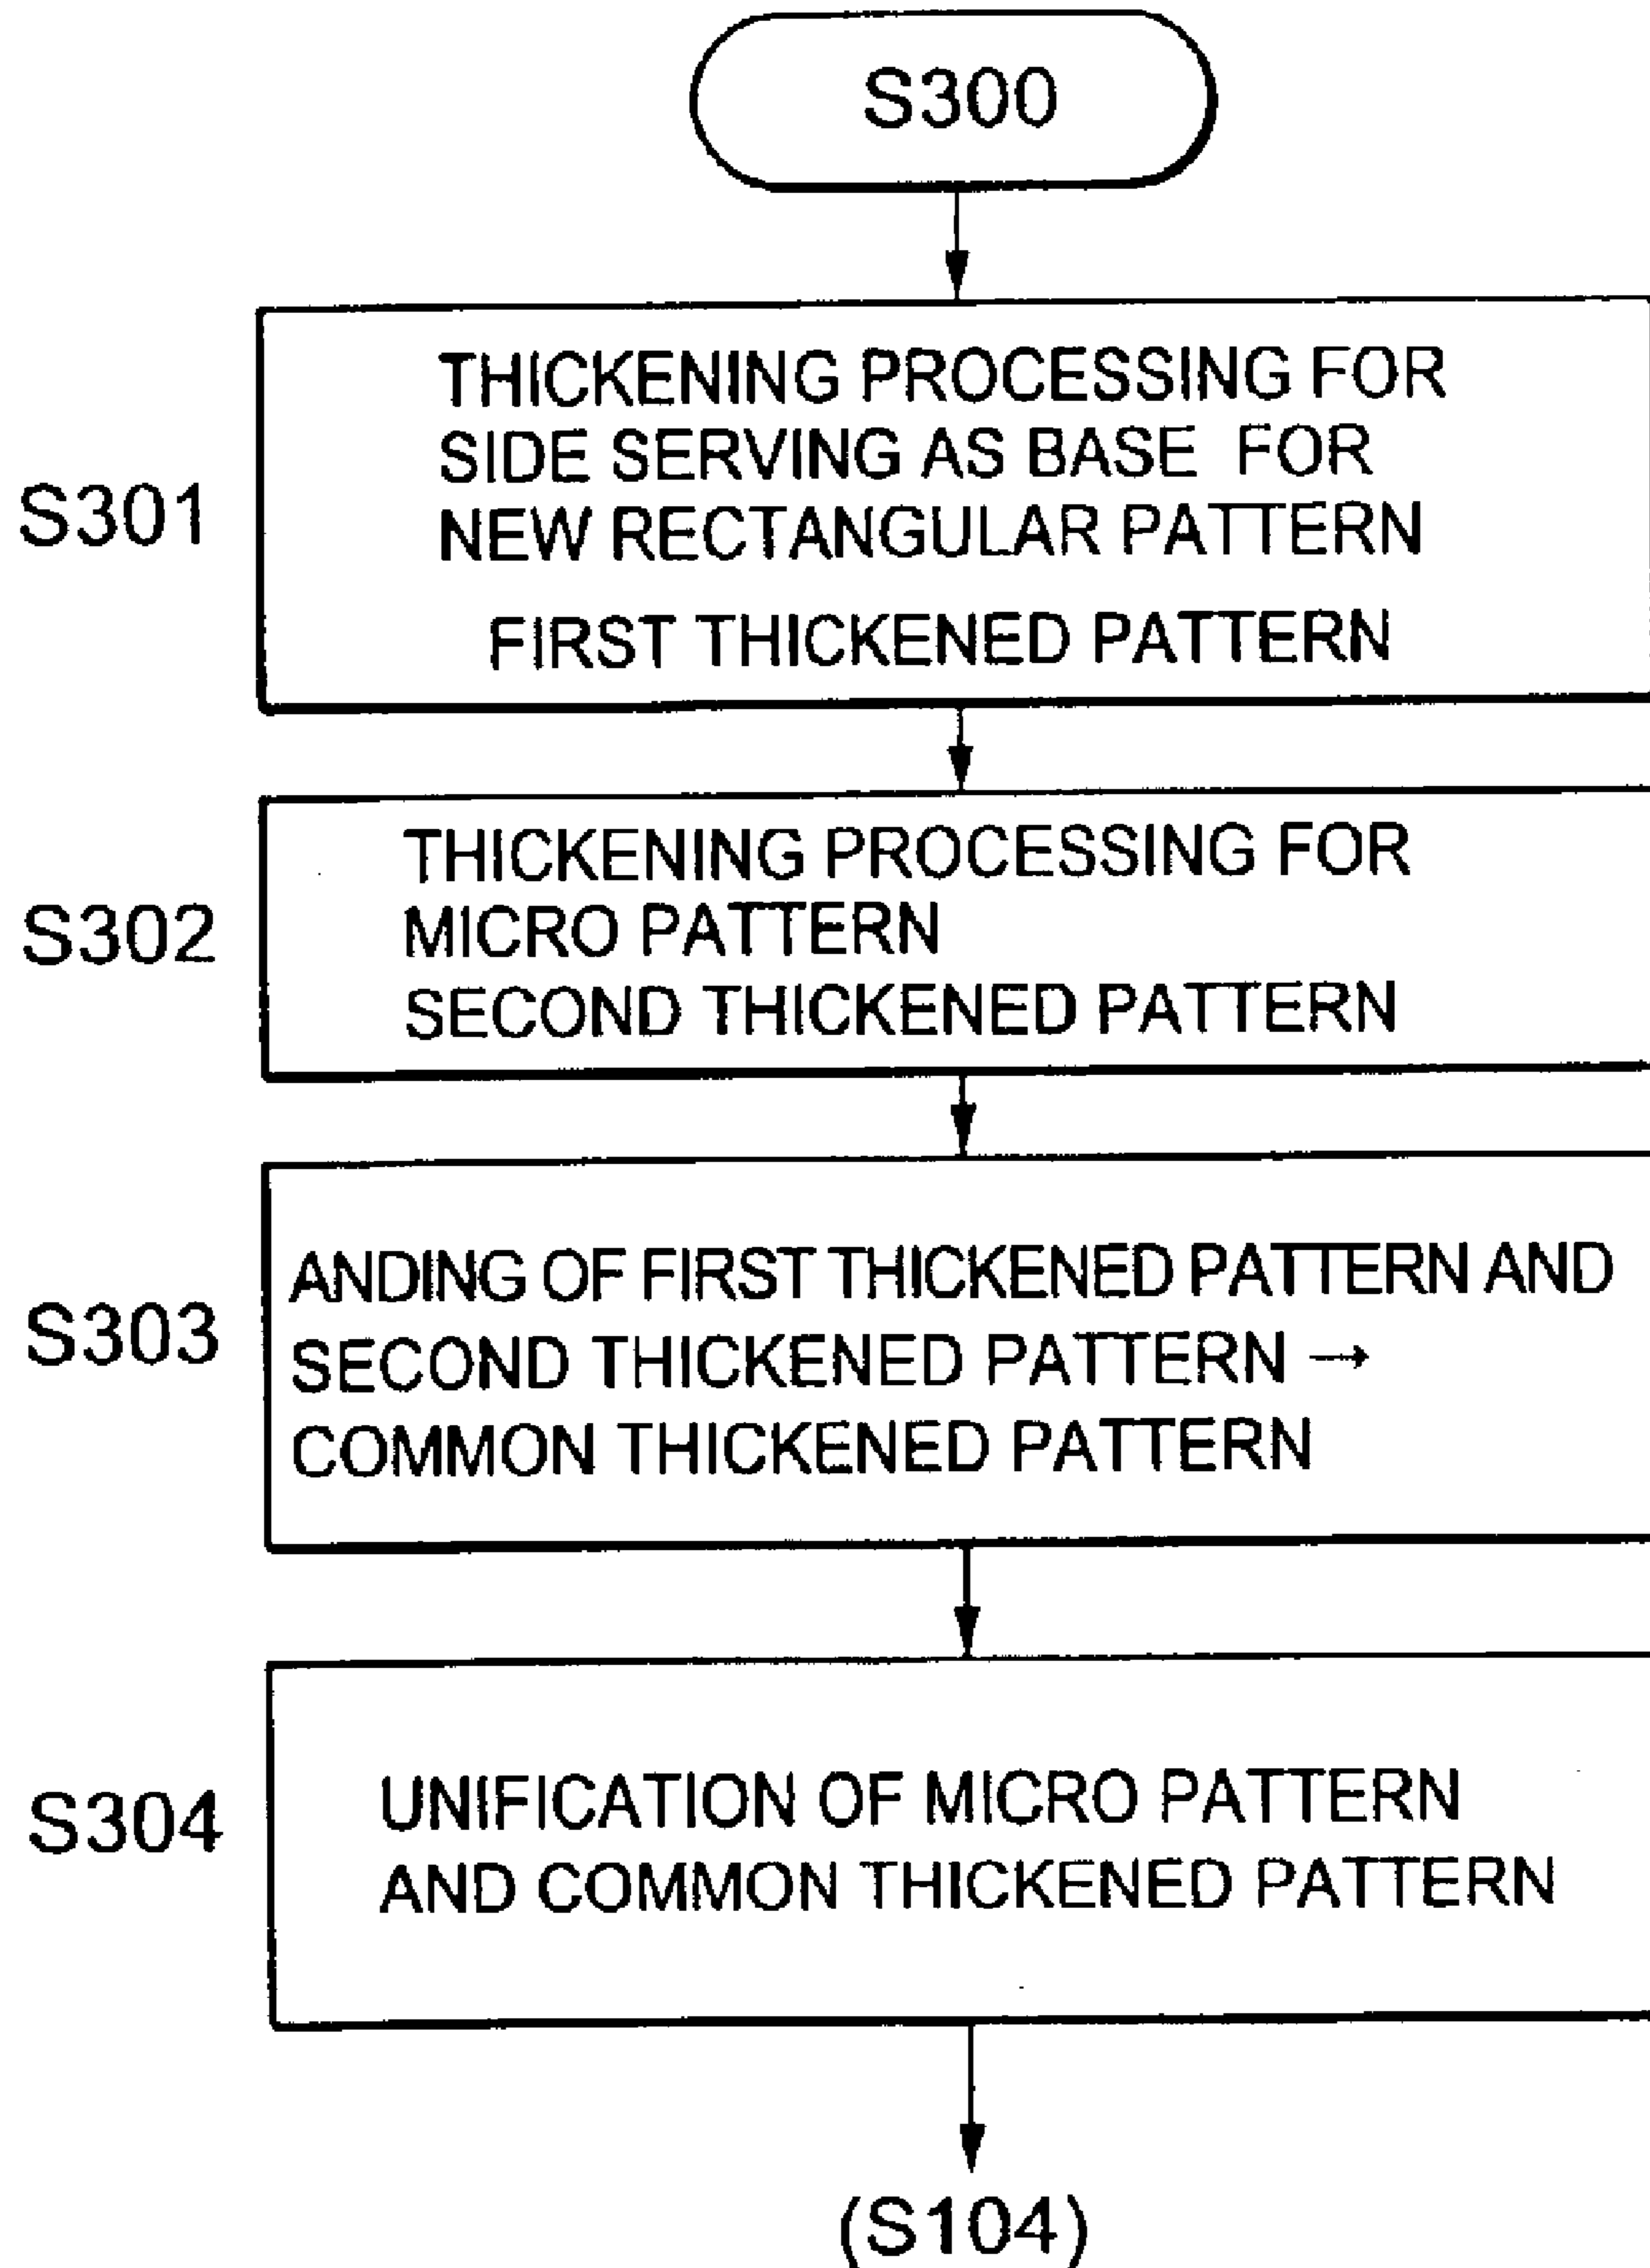 S300
S301
THICKENING PROCESSING FOR
SIDE SERVING AS BASE FOR
NEW RECTANGULAR PATTERN
FIRST THICKENED PATTERN
S302
THICKENING PROCESSING FOR
MICRO PATTERN
SECOND THICKENED PATTERN
S303
ANDING OF FIRST THICKENED PATTERN AND
SECOND THICKENED PATTERN →
COMMON THICKENED PATTERN
S304
UNIFICATION OF MICRO PATTERN
AND COMMON THICKENED PATTERN
(S104)